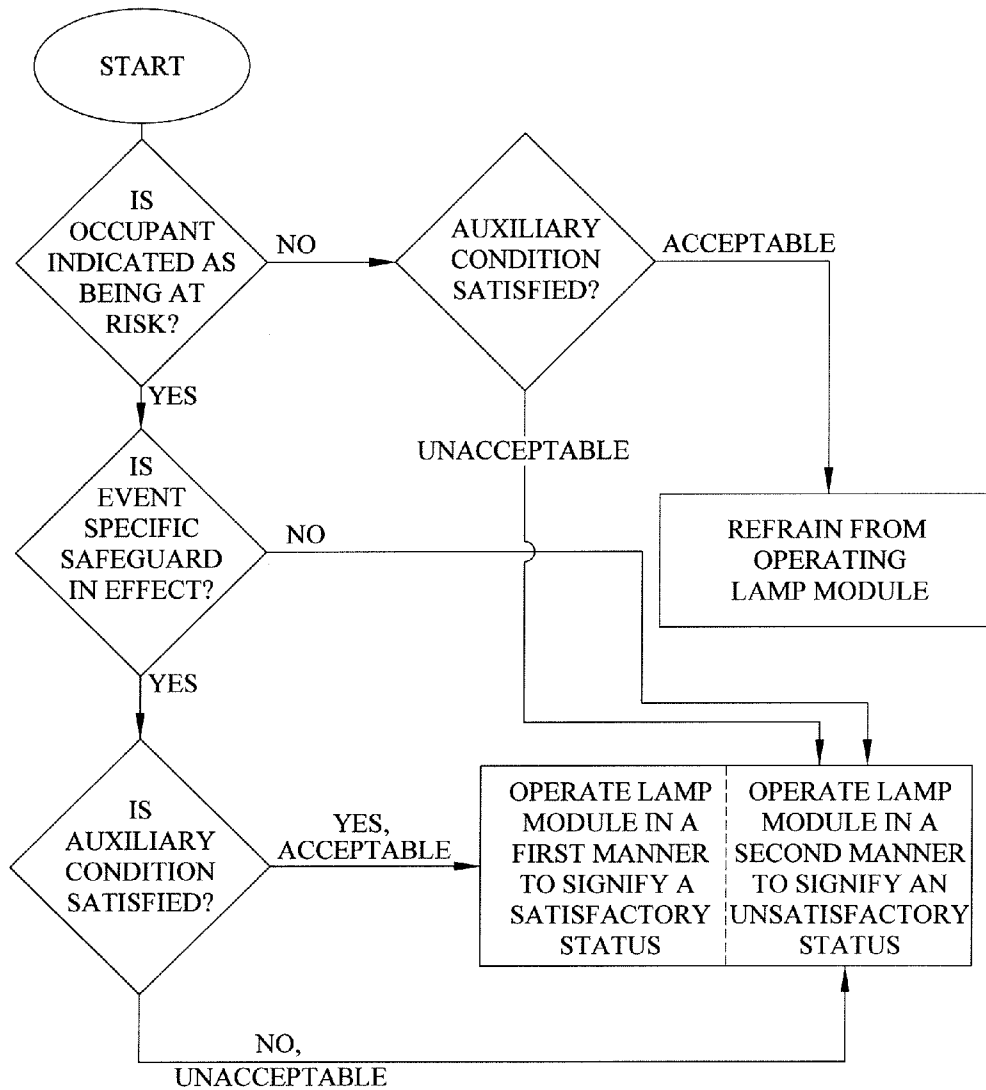 START
IS
OCCUPANT
INDICATED AS
BEING AT
RISK?
NO
AUXILIARY
CONDITION
SATISFIED?
ACCEPTABLE
YES
UNACCEPTABLE
IS
EVENT
SPECIFIC
SAFEGUARD
IN EFFECT?
NO
REFRAIN FROM
OPERATING
LAMP MODULE
YES
IS
AUXILIARY
CONDITION
SATISFIED?
YES,
ACCEPTABLE
OPERATE LAMP
MODULE IN A
FIRST MANNER
TO SIGNIFY A
SATISFACTORY
STATUS
OPERATE LAMP
MODULE IN A
SECOND MANNER
TO SIGNIFY AN
UNSATISFACTORY
STATUS
NO,
UNACCEPTABLE